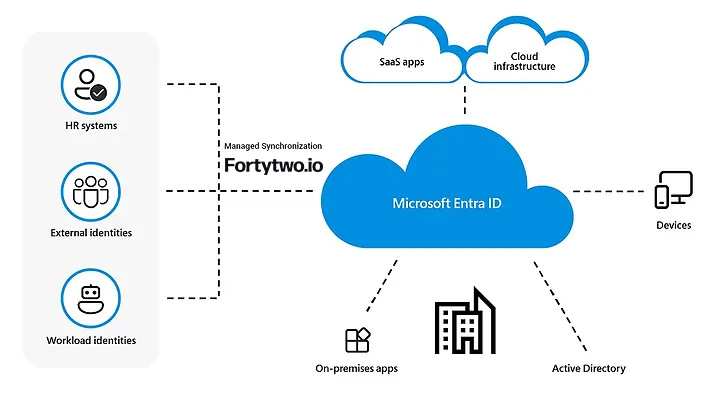 SaaS apps
Cloud
infrastructure
HR systems
Managed Synchronization
Fortytwo.io
Microsoft Entra ID
External identities
Devices
Workload identities
On-premises apps
Active Directory